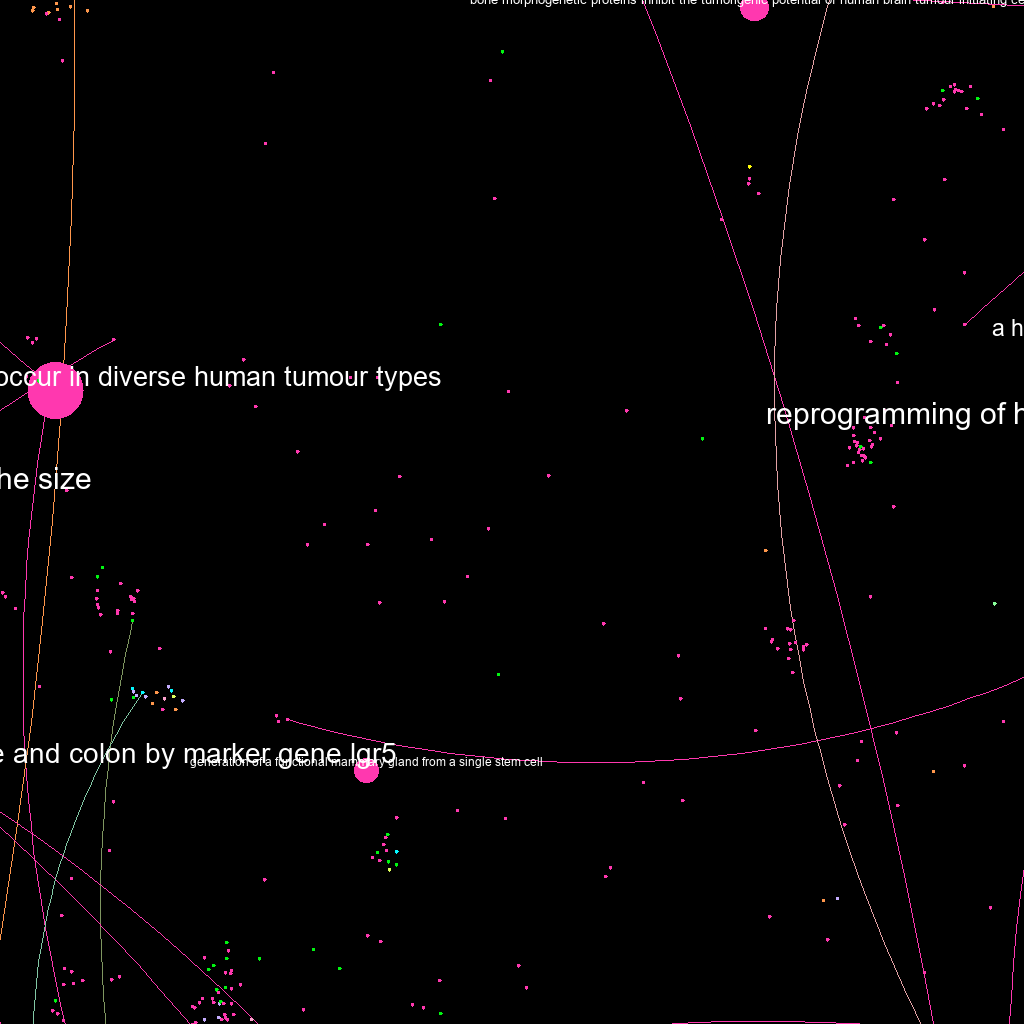 bone morphogenetic proteins inhibit the tumorigenic potential of human brain tumour initiating ce
a h
occur in diverse human tumour types
reprogramming of h
he size
e and colon by marker gene lgr5
generation of a functional mammary gland from a single stem cell